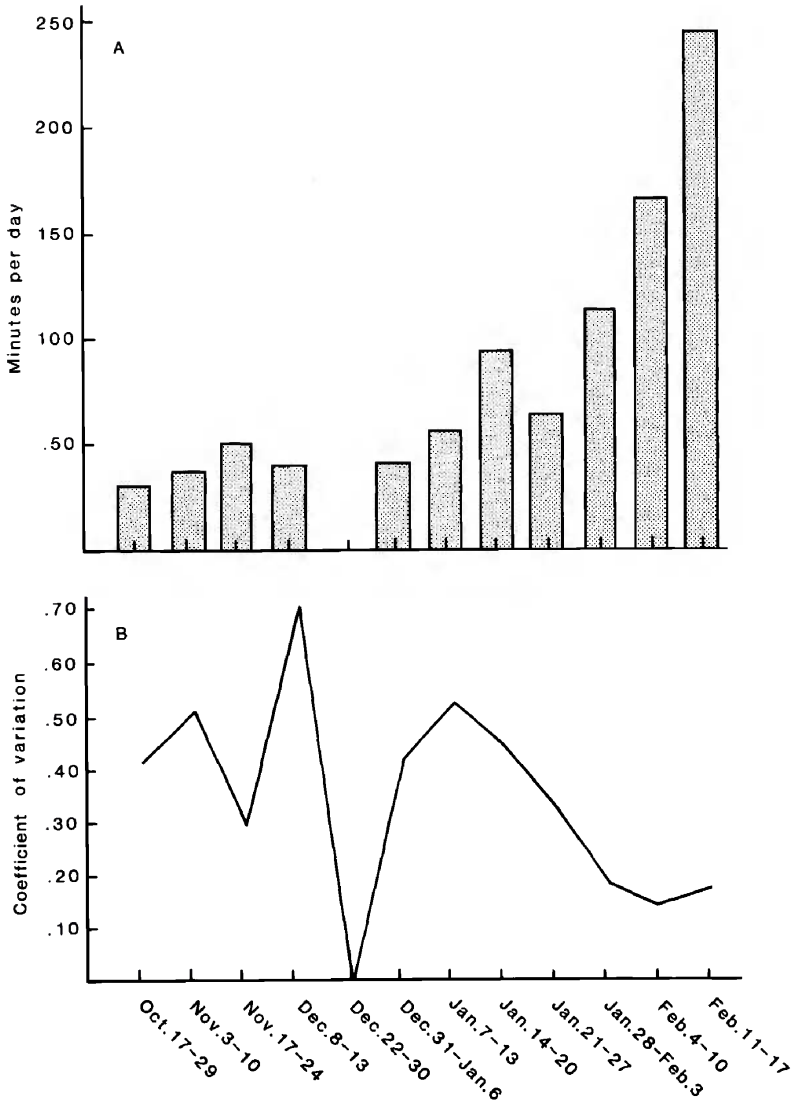 250
A
200
150
100
.50
Minutes per day
.70
B
.60
.50
.40
.30
.20
.10
Coefficient of variation
Oct.17-29
Nov.3-10
Nov.17-24
Dec.8-13
Dec.22-30
Dec.31-Jan.6
Jan.7-13
Jan.14-20
Jan.21-27
Jan.28-Feb.3
Feb.4-10
Feb.11-17